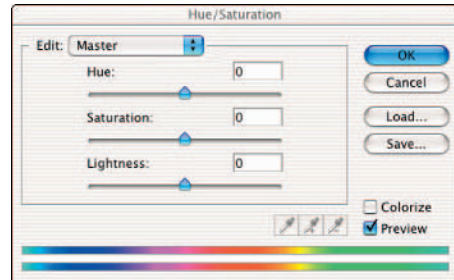 Hue/Saturation
Edit: Master
OK
Hue: 0
Cancel
Saturation: 0
Load...
Save...
Lightness: 0
Colorize
Preview